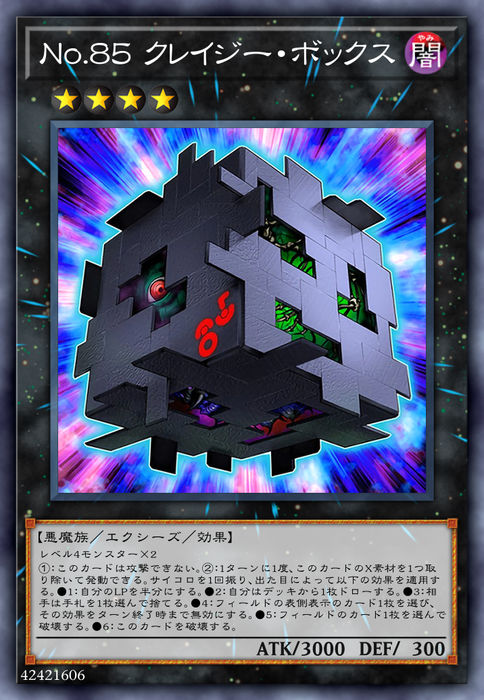 No.85 クレイジー・ボックス
やみ
闇
85
【悪魔族／エクシーズ／効果】
レベル4モンスター×2
①:このカードは攻撃できない。②:1ターンに1度、このカードのX素材を1つ取
り除いて発動できる。サイコロを1回振り、出た目によって以下の効果を適用す
る。●1:自分のLPを半分にする。●2:自分はデッキから1枚ドローする。●3:相
手は手札を1枚選んで捨てる。●4:フィールドの表側表示のカード1枚を選び、
その効果をターン終了時まで無効にする。●5:フィールドのカード1枚を選んで
破壊する。●6:このカードを破壊する。
ATK/3000 DEF/ 300
42421606